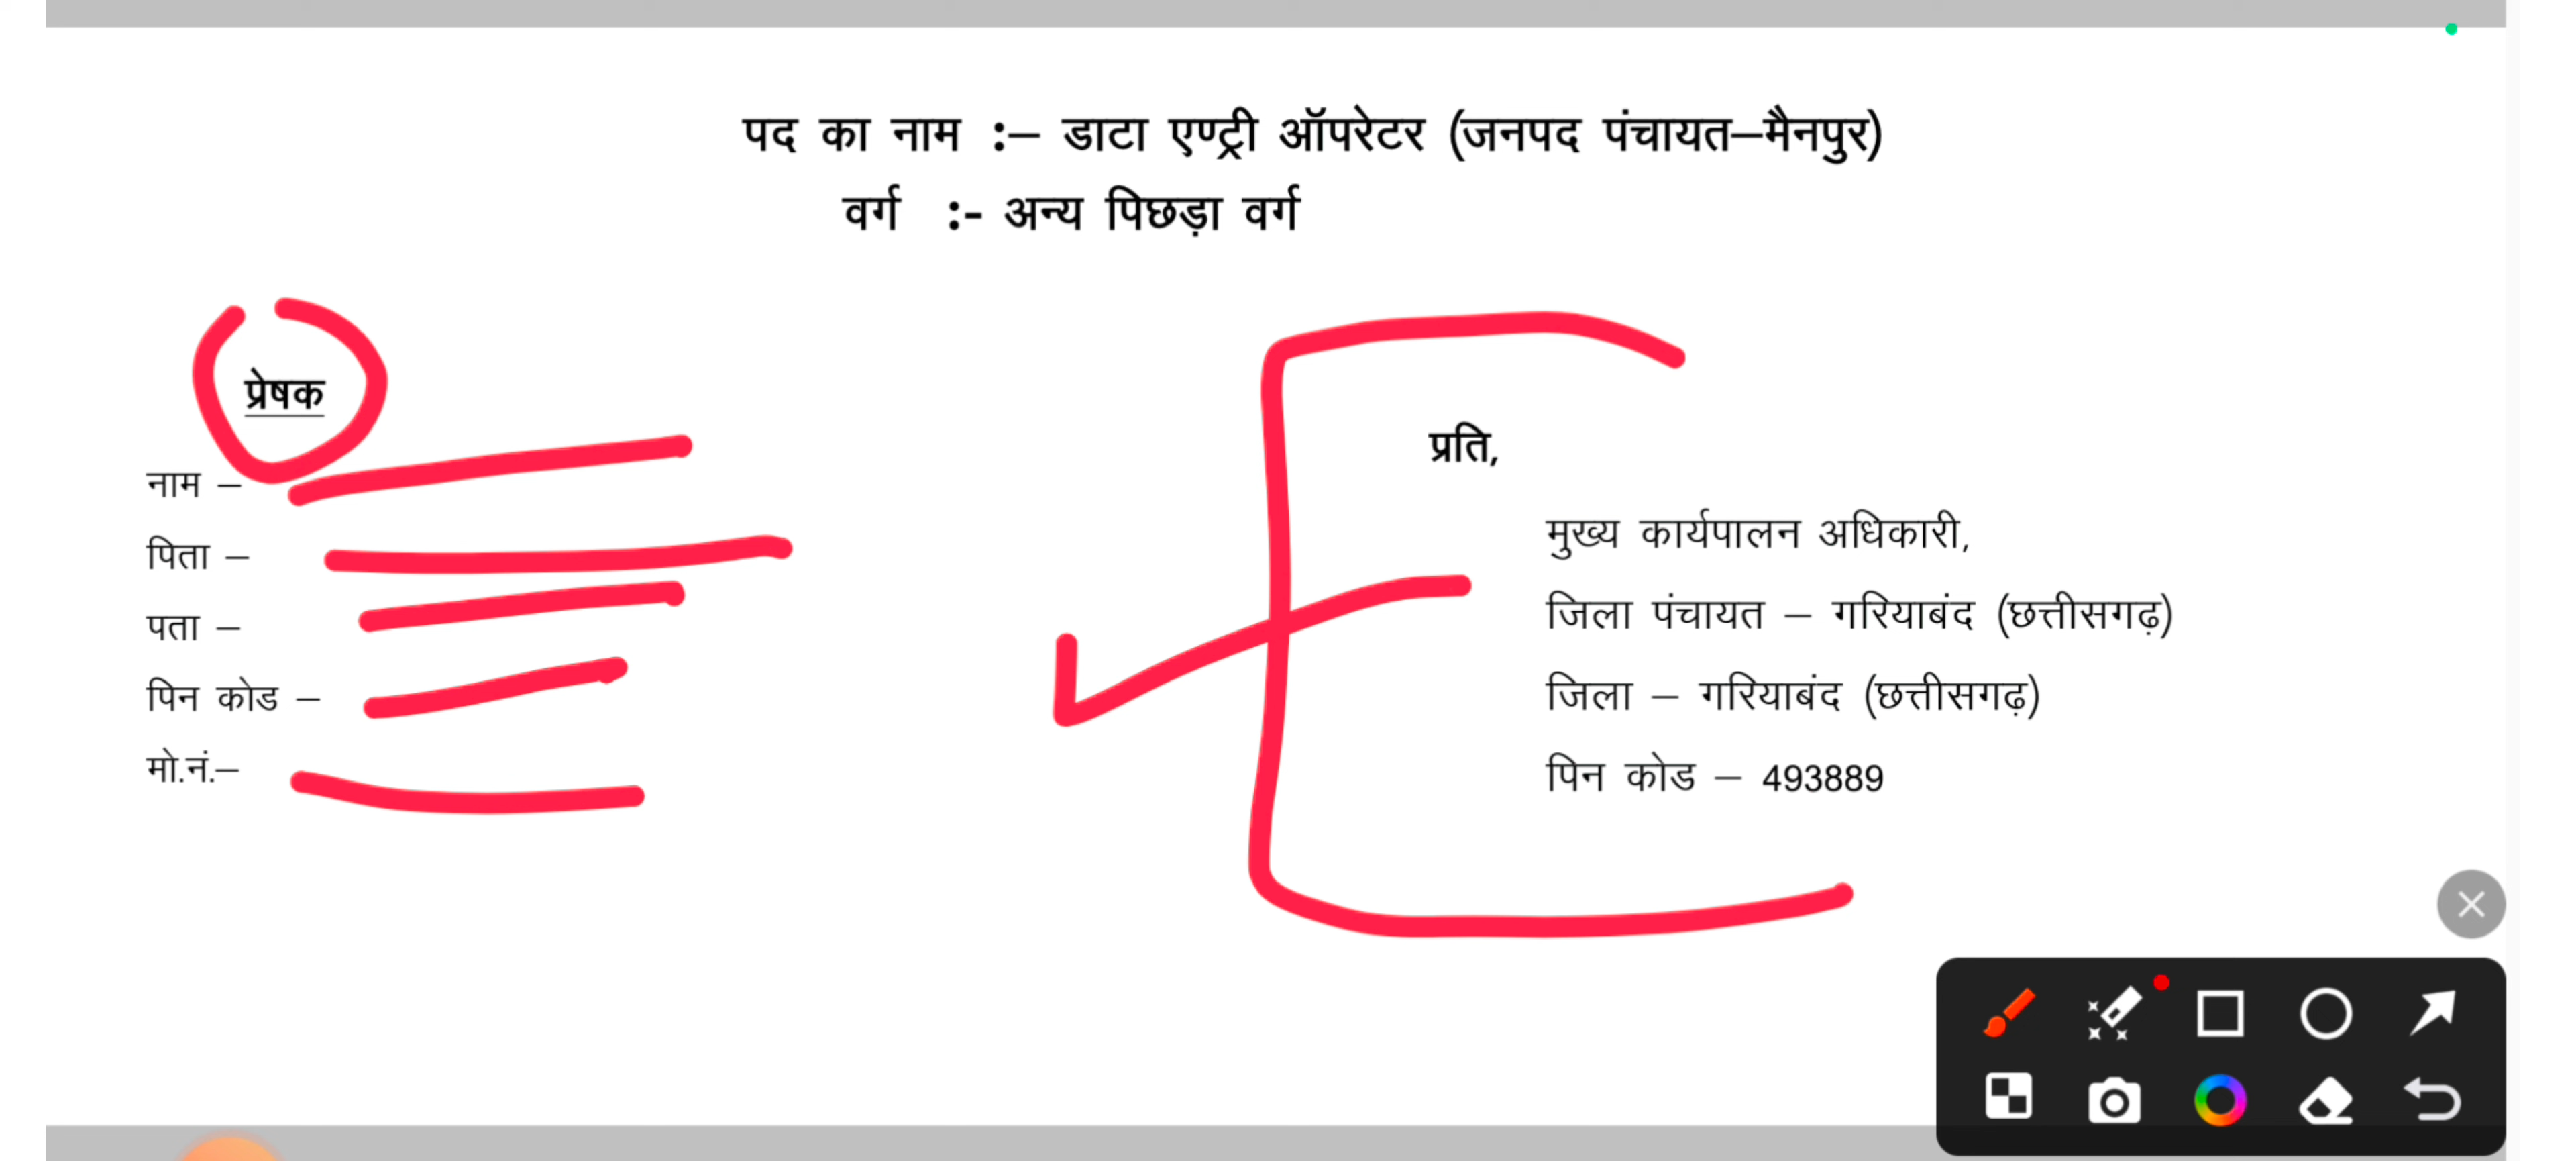 पद का नाम :– डाटा एण्ट्री ऑपरेटर (जनपद पंचायत–मैनपुर)
वर्ग :- अन्य पिछड़ा वर्ग
प्रेषक
नाम –
पिता –
पता –
पिन कोड –
मो.नं.–
प्रति,
मुख्य कार्यपालन अधिकारी,
जिला पंचायत – गरियाबंद (छत्तीसगढ़)
जिला – गरियाबंद (छत्तीसगढ़)
पिन कोड – 493889